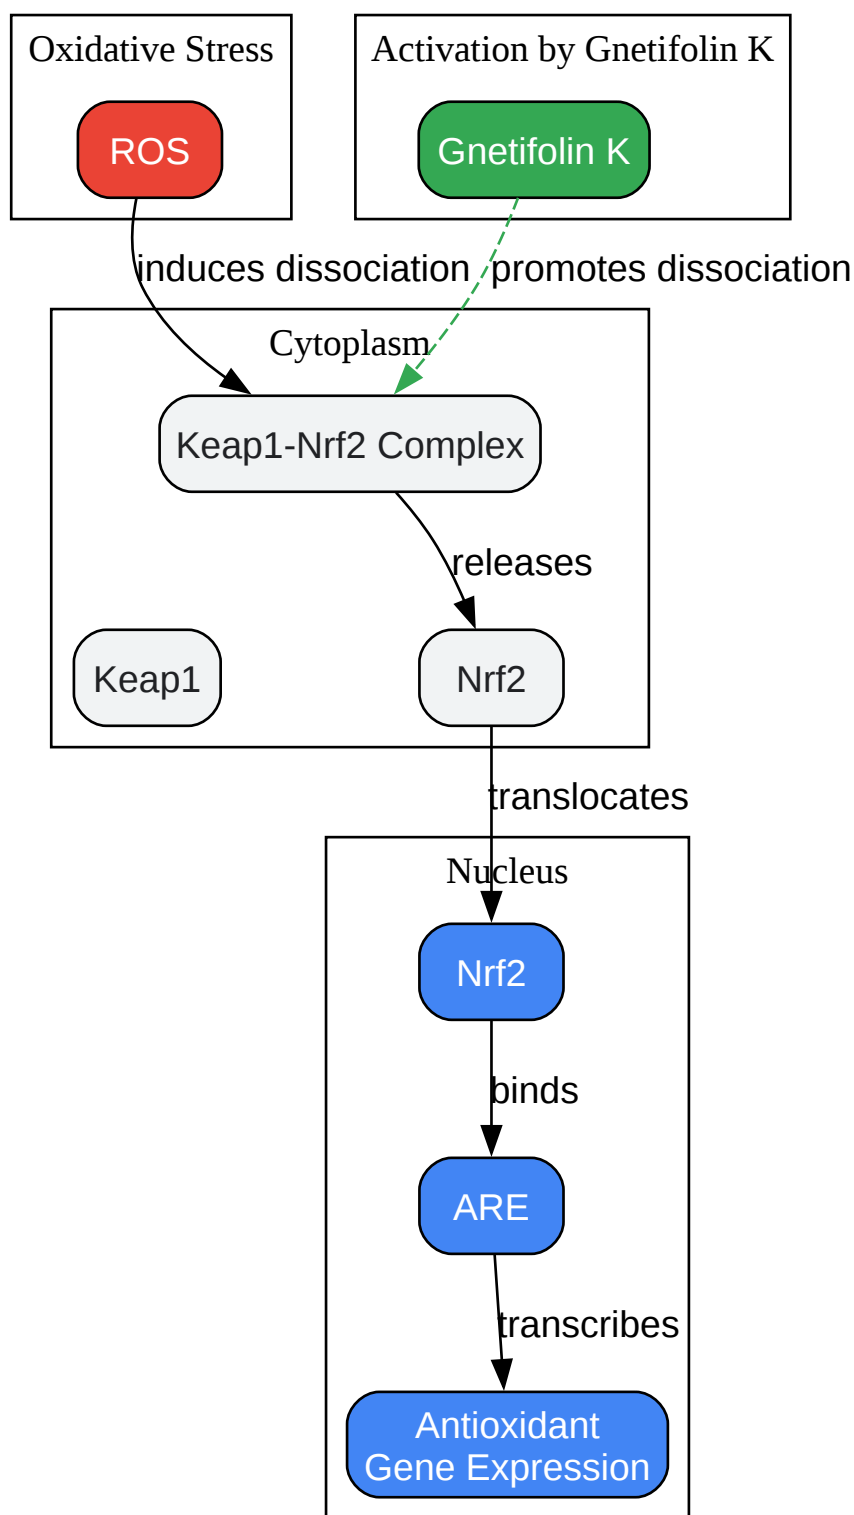 Oxidative Stress
Activation by Gnetifolin K
ROS
Gnetifolin K
induces dissociation
promotes dissociation
Cytoplasm
Keap1-Nrf2 Complex
releases
Keap1
Nrf2
translocates
Nucleus
Nrf2
binds
ARE
transcribes
Antioxidant
Gene Expression